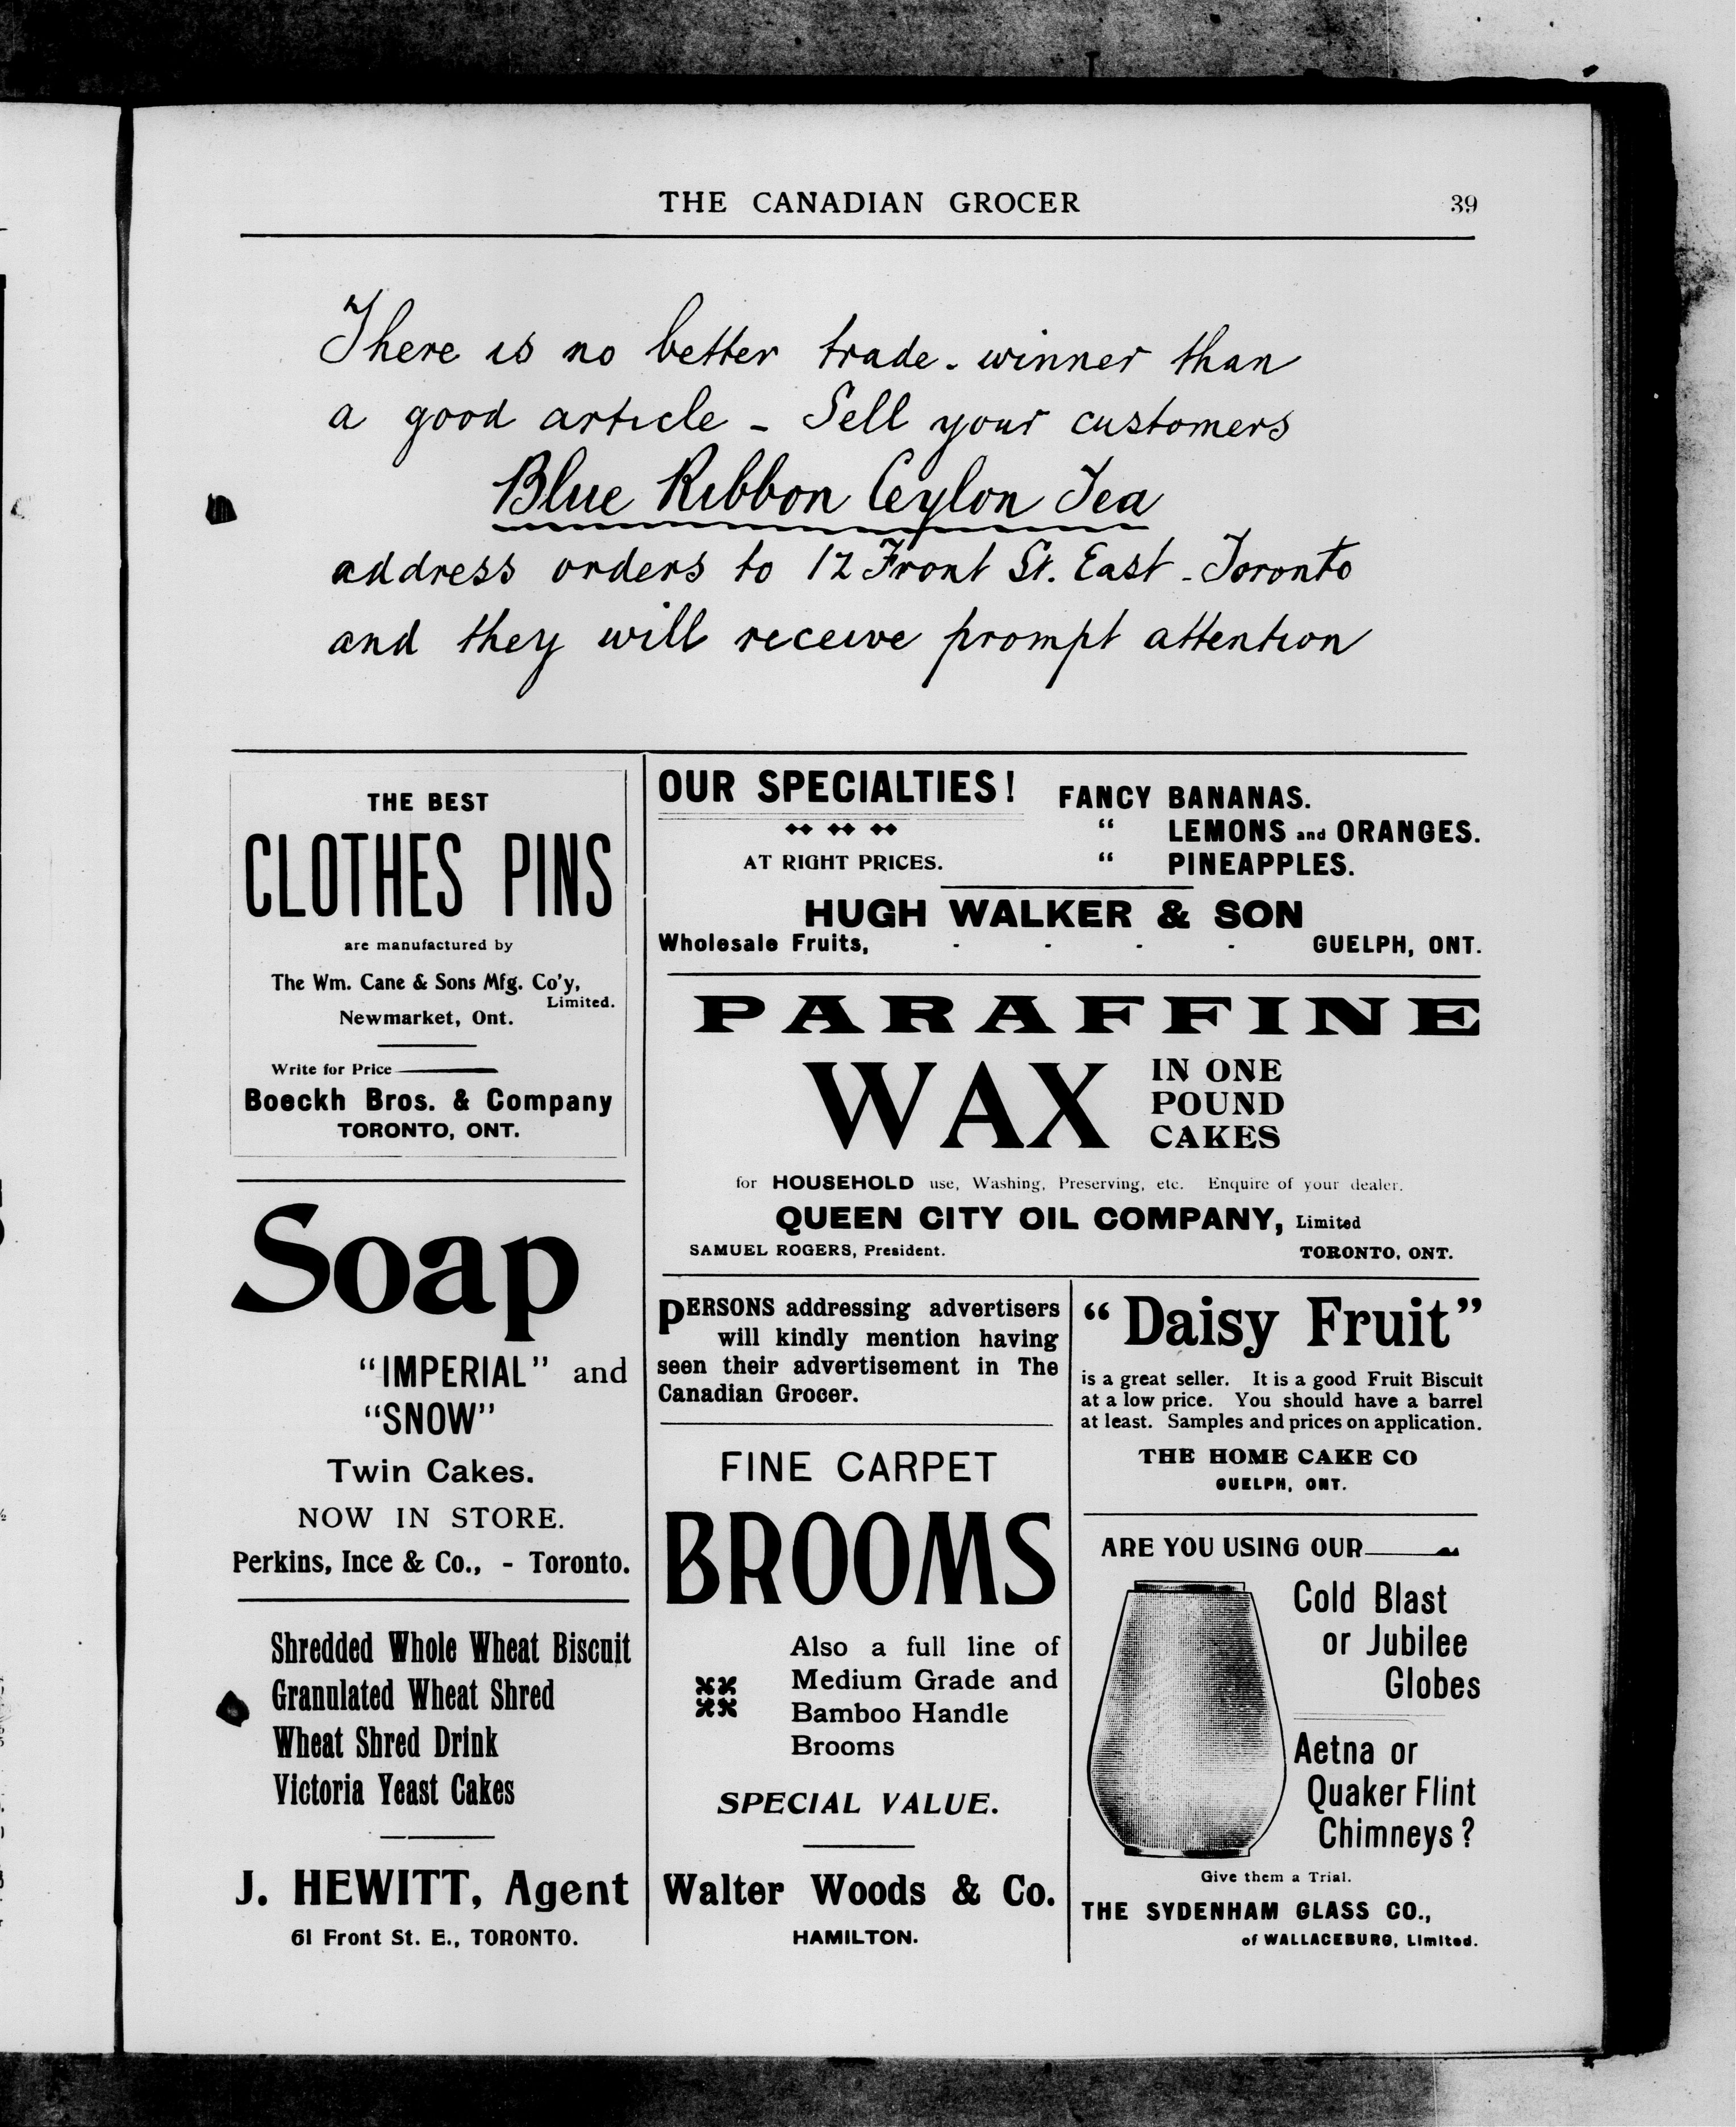 THE CANADIAN GROCER 39
There is no better trade-winner than
a good article - Sell your customers
Blue Ribbon Ceylon Tea
address orders to 12 Front St. East - Toronto
and they will receive prompt attention
THE BEST
CLOTHES PINS
are manufactured by
The Wm. Cane & Sons Mfg. Co'y,
Limited.
Newmarket, Ont.
Write for Price
Boeckh Bros. & Company
TORONTO, ONT.
Soap
"IMPERIAL" and
"SNOW"
Twin Cakes.
NOW IN STORE.
Perkins, Ince & Co., - Toronto.
Shredded Whole Wheat Biscuit
Granulated Wheat Shred
Wheat Shred Drink
Victoria Yeast Cakes
J. HEWITT, Agent
61 Front St. E., TORONTO.
OUR SPECIALTIES!
AT RIGHT PRICES.
FANCY BANANAS.
" LEMONS and ORANGES.
" PINEAPPLES.
HUGH WALKER & SON
Wholesale Fruits, - - - - GUELPH, ONT.
PARAFFINE
WAX
IN ONE
POUND
CAKES
for HOUSEHOLD use, Washing, Preserving, etc. Enquire of your dealer.
QUEEN CITY OIL COMPANY, Limited
SAMUEL ROGERS, President. TORONTO, ONT.
PERSONS addressing advertisers
will kindly mention having
seen their advertisement in The
Canadian Grocer.
FINE CARPET
BROOMS
Also a full line of
Medium Grade and
Bamboo Handle
Brooms
SPECIAL VALUE.
Walter Woods & Co.
HAMILTON.
"Daisy Fruit"
is a great seller. It is a good Fruit Biscuit
at a low price. You should have a barrel
at least. Samples and prices on application.
THE HOME CAKE CO
GUELPH, ONT.
ARE YOU USING OUR
Cold Blast
or Jubilee
Globes
Aetna or
Quaker Flint
Chimneys?
Give them a Trial.
THE SYDENHAM GLASS CO.,
of WALLACEBURG, Limited.